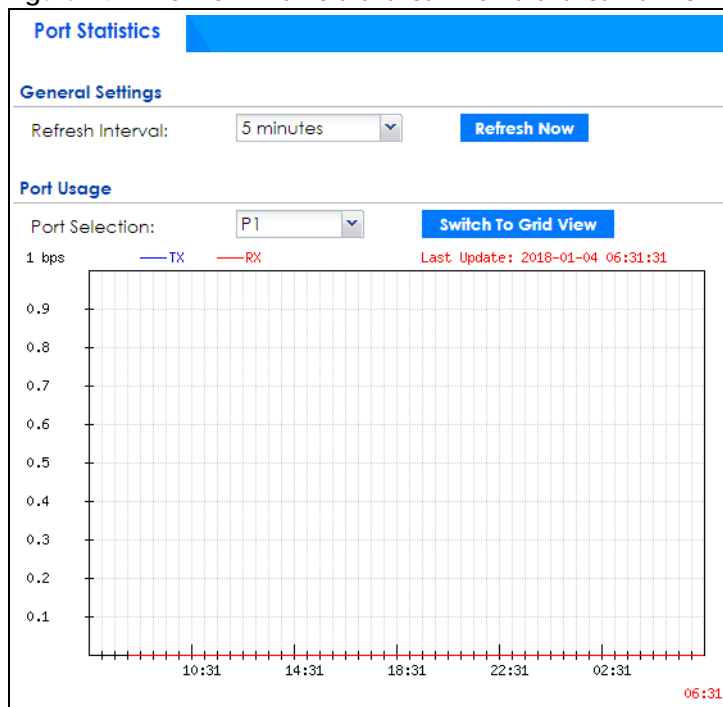 Port Statistics
General Settings
Refresh Interval: 5 minutes Refresh Now
Port Usage
Port Selection: P1 Switch To Grid View
1 bps TX RX Last Update: 2018-01-04 06:31:31
0.9
0.8
0.7
0.6
0.5
0.4
0.3
0.2
0.1
10:31 14:31 18:31 22:31 02:31
06:31